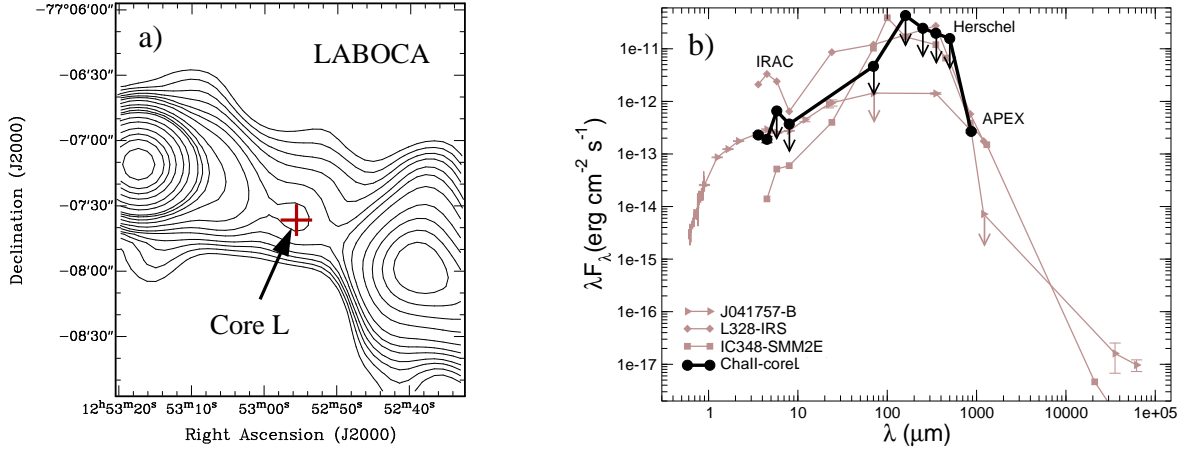 a)
LABOCA
Core L
−77°06′00″
−06′30″
−07′00″
−07′30″
−08′00″
−08′30″
Declination (J2000)
12ʰ53ᵐ20ˢ 53ᵐ10ˢ 53ᵐ00ˢ 52ᵐ50ˢ 52ᵐ40ˢ
Right Ascension (J2000)
b)
IRAC
Herschel
APEX
1e-11
1e-12
1e-13
1e-14
1e-15
1e-16
1e-17
λFλ(erg cm⁻² s⁻¹)
J041757-B
L328-IRS
IC348-SMM2E
ChaII-coreL
1 10 100 1000 10000 1e+05
λ (μm)